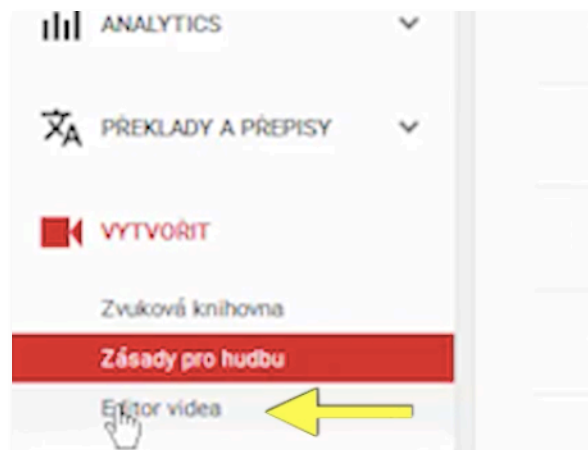 ANALYTICS
PŘEKLADY A PŘEPISY
VYTVOŘIT
Zvuková knihovna
Zásady pro hudbu
Editor videa